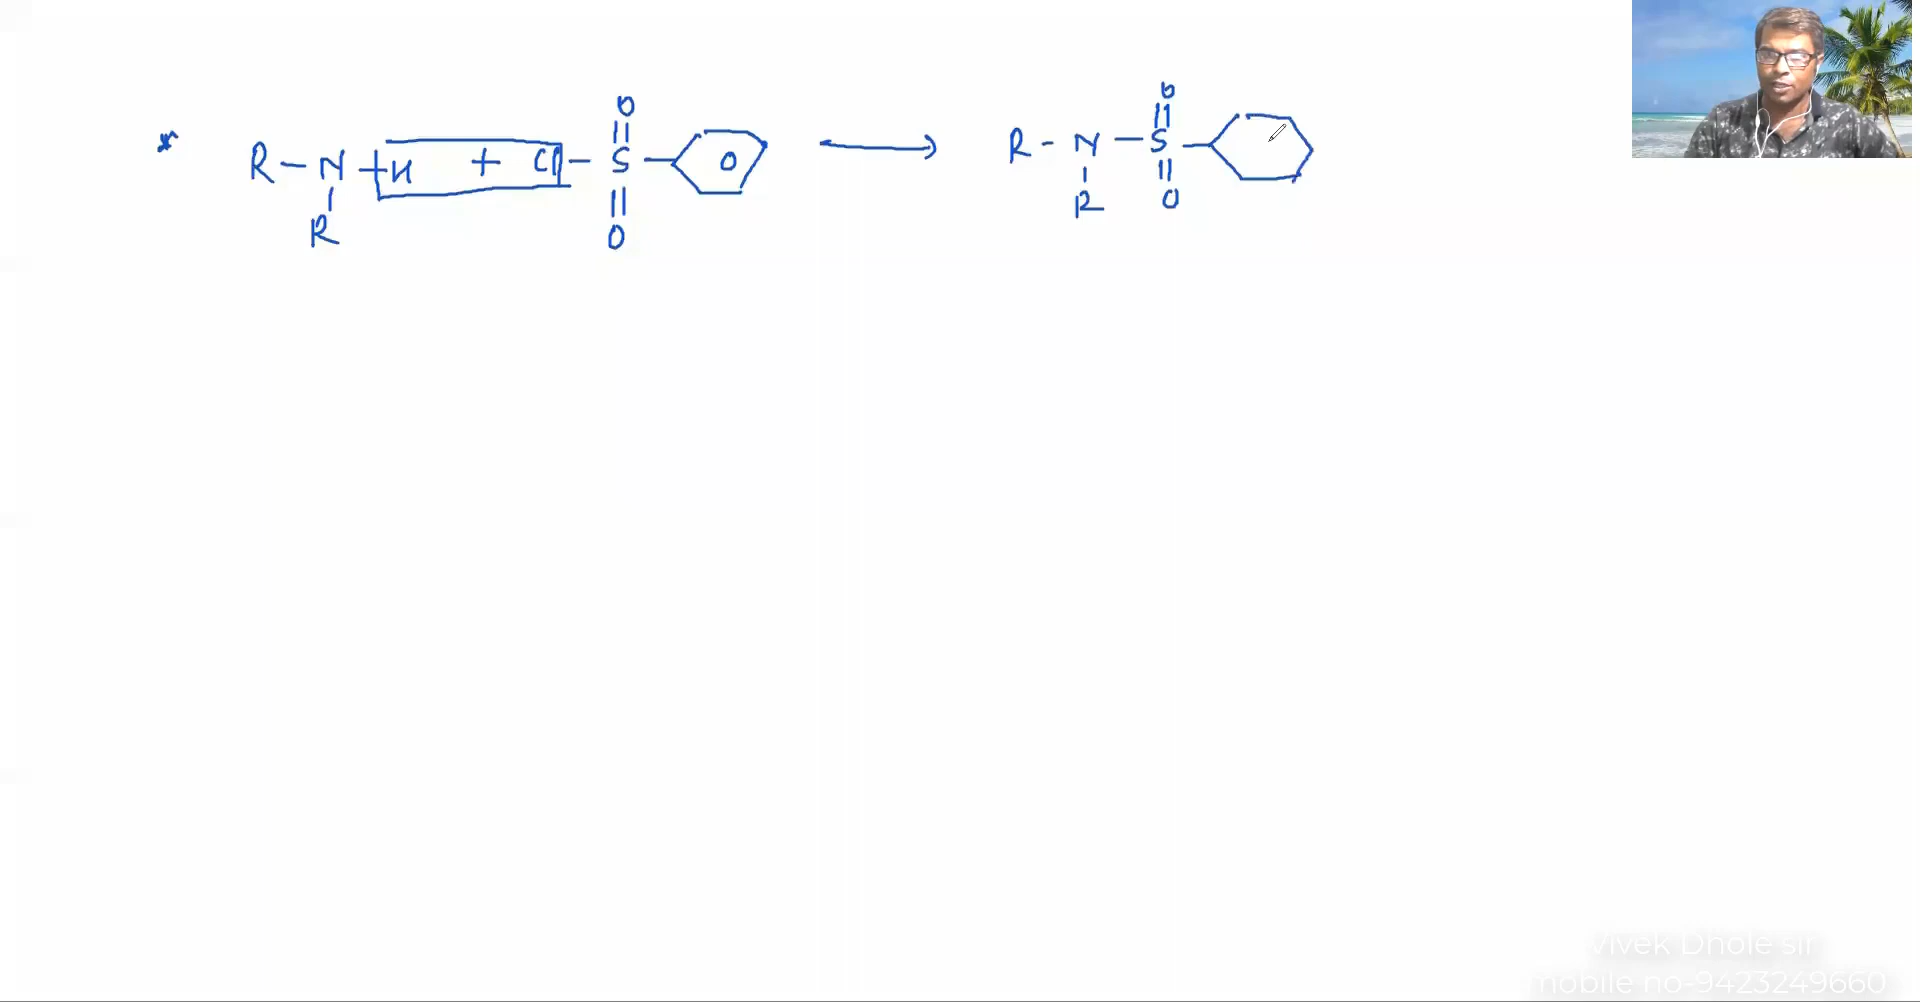 O O
* R - N + H + Cl - S - O ⟶ R - N - S -
R O R O
Vivek Dhole sir
mobile no-9423249660